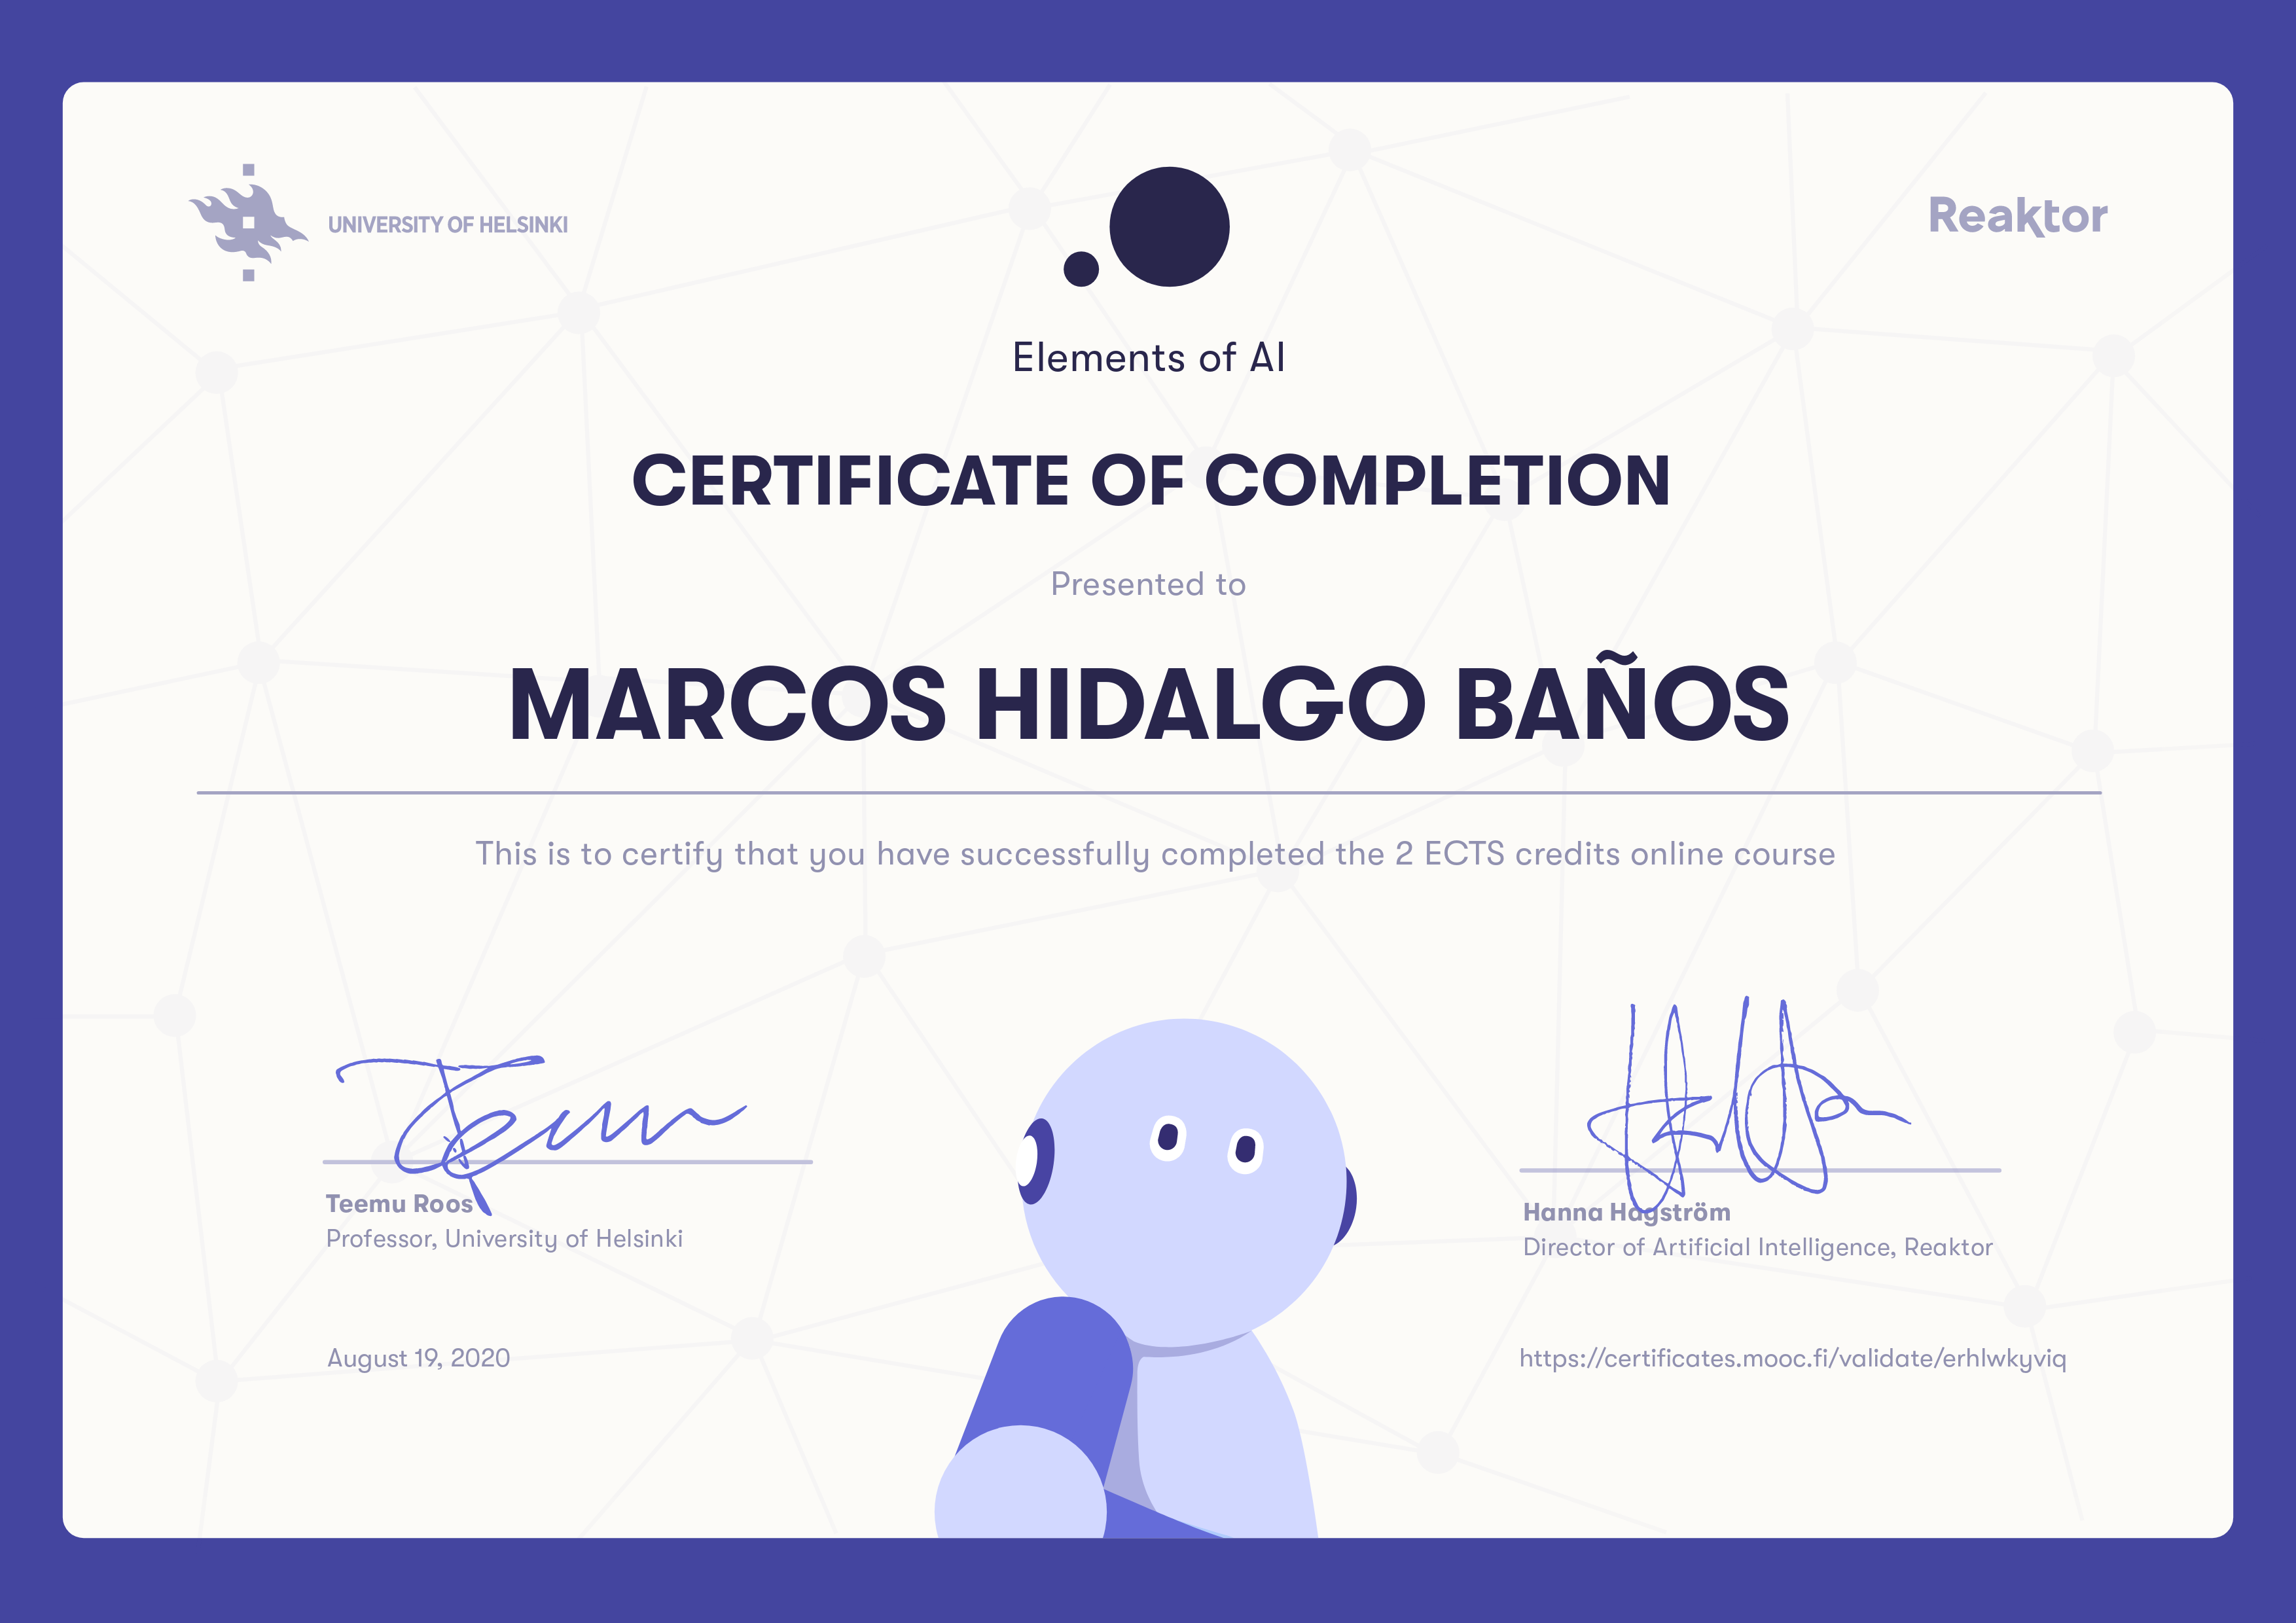 UNIVERSITY OF HELSINKI
Reaktor
Elements of AI
CERTIFICATE OF COMPLETION
Presented to
MARCOS HIDALGO BAÑOS
This is to certify that you have successfully completed the 2 ECTS credits online course
Teemu Roos
Professor, University of Helsinki
Hanna Hagström
Director of Artificial Intelligence, Reaktor
August 19, 2020
https://certificates.mooc.fi/validate/erhlwkyviq